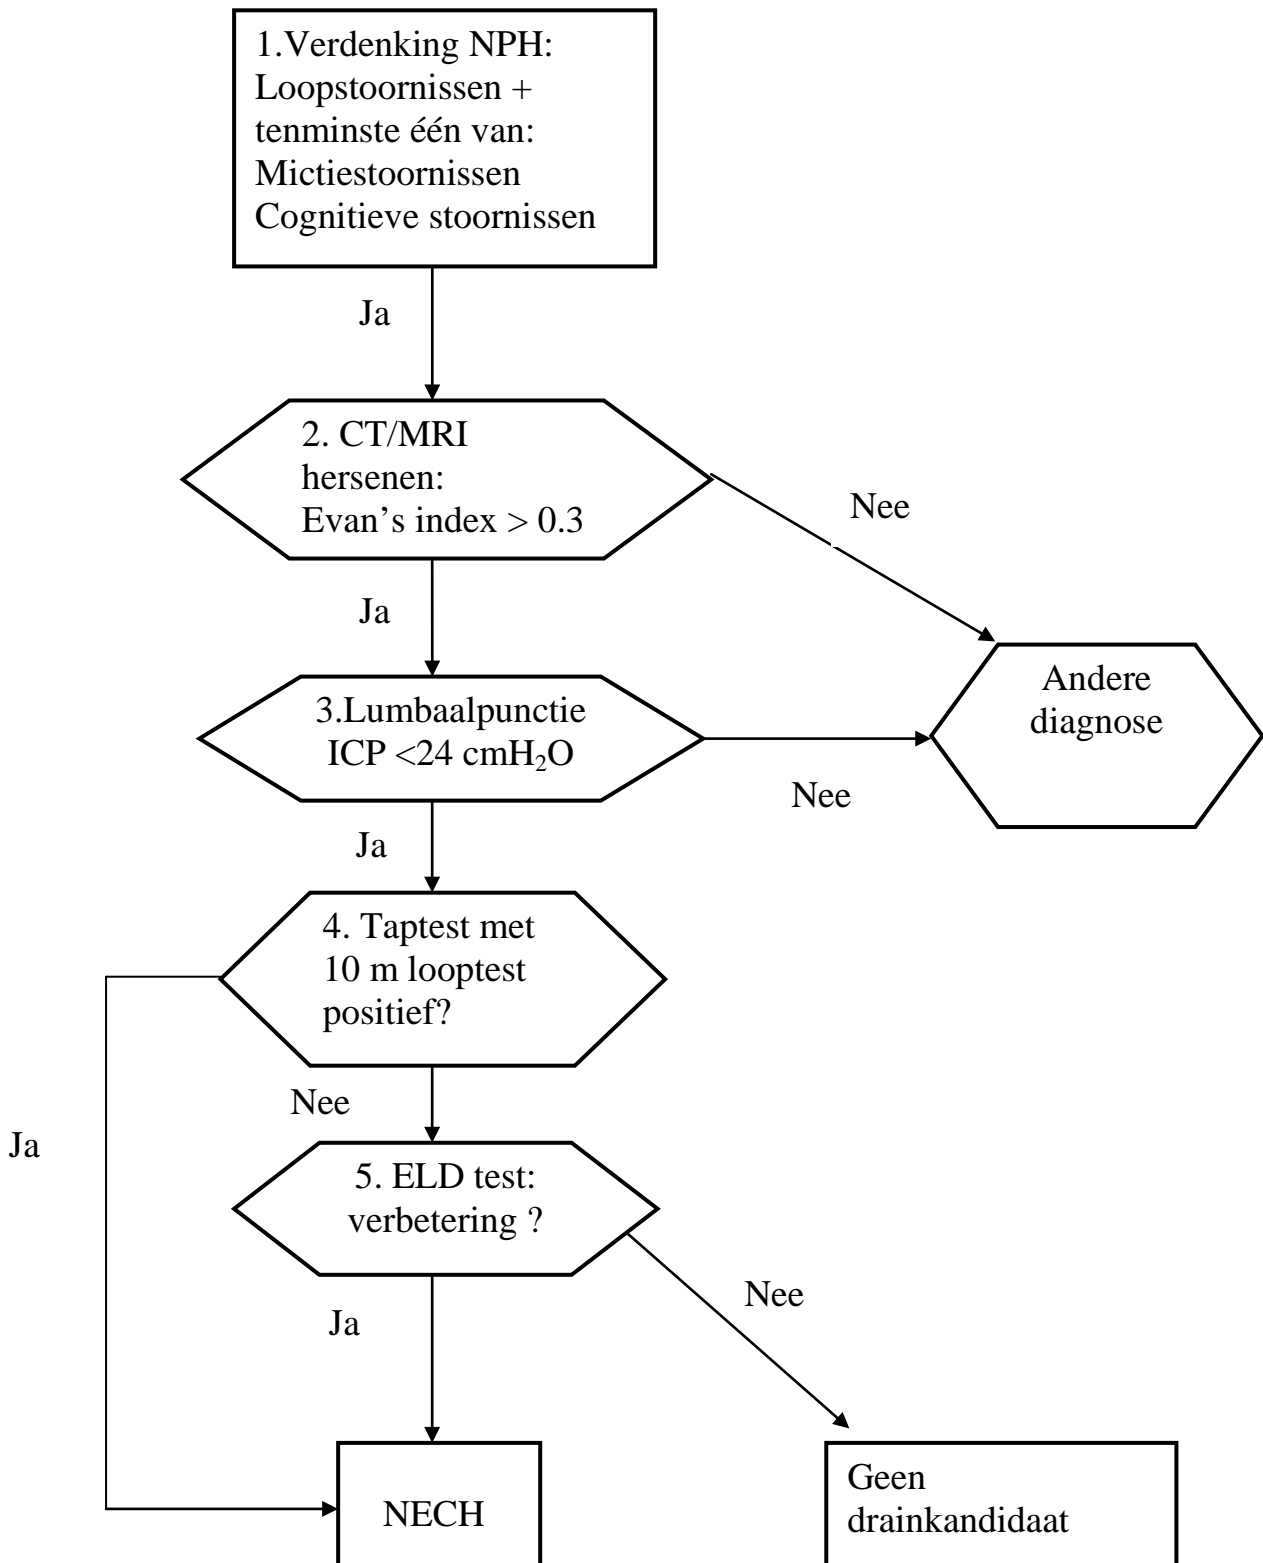 1.Verdenking NPH:
Loopstoornissen +
tenminste één van:
Mictiestoornissen
Cognitieve stoornissen
Ja
2. CT/MRI
hersenen:
Evan’s index > 0.3
Nee
Ja
Andere
diagnose
3.Lumbaalpunctie
ICP <24 cmH₂O
Nee
Ja
4. Taptest met
10 m looptest
positief?
Nee
Ja
5. ELD test:
verbetering ?
Nee
Ja
NECH
Geen
drainkandidaat